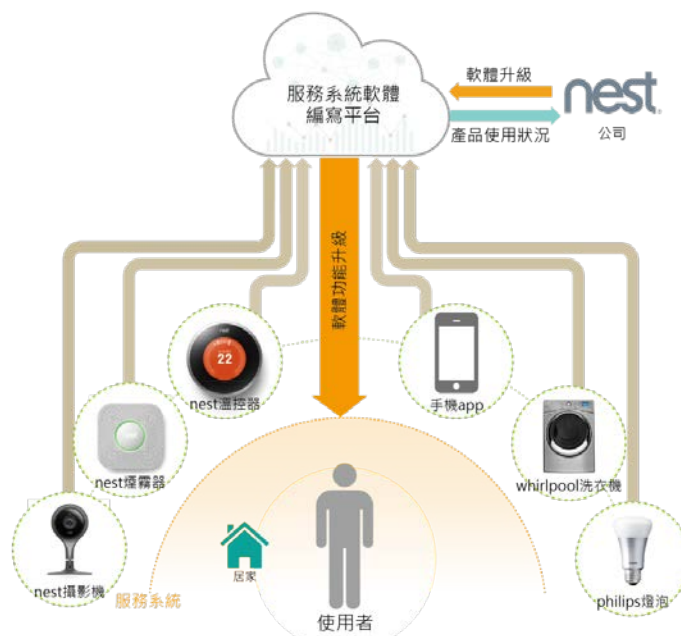 服務系統軟體
編寫平台
軟體升級
nest
產品使用狀況
公司
軟體功能升級
22
nest溫控器
手機app
nest煙霧器
whirlpool洗衣機
nest攝影機
居家
philips燈泡
服務系統
使用者